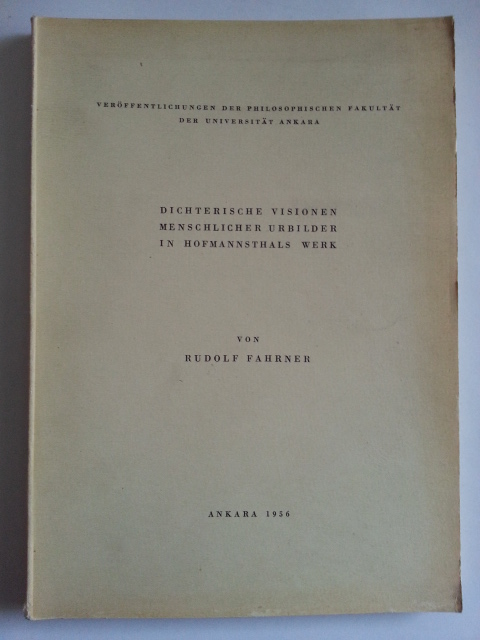 VERÖFFENTLICHUNGEN DER PHILOSOPHISCHEN FAKULTÄT
DER UNIVERSITÄT ANKARA
DICHTERISCHE VISIONEN
MENSCHLICHER URBILDER
IN HOFMANNSTHALS WERK
VON
RUDOLF FAHRNER
ANKARA 1956